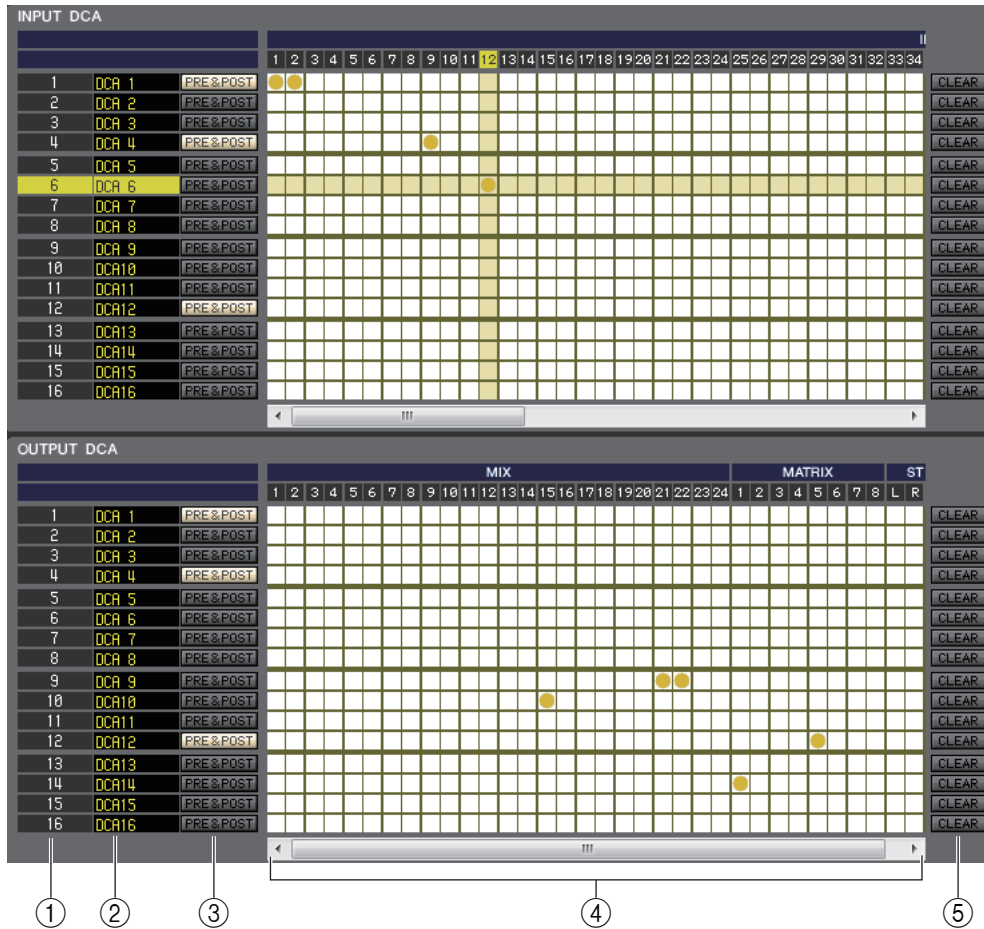 INPUT DCA
1 2 3 4 5 6 7 8 9 10 11 12 13 14 15 16 17 18 19 20 21 22 23 24 25 26 27 28 29 30 31 32 33 34
1 DCA 1 PRE&POST CLEAR
2 DCA 2 PRE&POST CLEAR
3 DCA 3 PRE&POST CLEAR
4 DCA 4 PRE&POST CLEAR
5 DCA 5 PRE&POST CLEAR
6 DCA 6 PRE&POST CLEAR
7 DCA 7 PRE&POST CLEAR
8 DCA 8 PRE&POST CLEAR
9 DCA 9 PRE&POST CLEAR
10 DCA10 PRE&POST CLEAR
11 DCA11 PRE&POST CLEAR
12 DCA12 PRE&POST CLEAR
13 DCA13 PRE&POST CLEAR
14 DCA14 PRE&POST CLEAR
15 DCA15 PRE&POST CLEAR
16 DCA16 PRE&POST CLEAR
OUTPUT DCA
MIX MATRIX ST
1 2 3 4 5 6 7 8 9 10 11 12 13 14 15 16 17 18 19 20 21 22 23 24 1 2 3 4 5 6 7 8 L R
1 DCA 1 PRE&POST CLEAR
2 DCA 2 PRE&POST CLEAR
3 DCA 3 PRE&POST CLEAR
4 DCA 4 PRE&POST CLEAR
5 DCA 5 PRE&POST CLEAR
6 DCA 6 PRE&POST CLEAR
7 DCA 7 PRE&POST CLEAR
8 DCA 8 PRE&POST CLEAR
9 DCA 9 PRE&POST CLEAR
10 DCA10 PRE&POST CLEAR
11 DCA11 PRE&POST CLEAR
12 DCA12 PRE&POST CLEAR
13 DCA13 PRE&POST CLEAR
14 DCA14 PRE&POST CLEAR
15 DCA15 PRE&POST CLEAR
16 DCA16 PRE&POST CLEAR
① ② ③ ④ ⑤